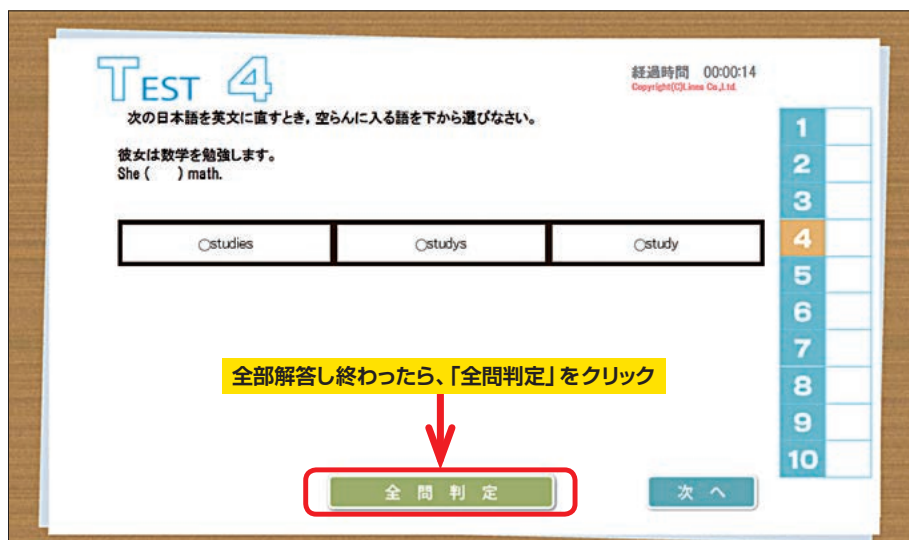 TEST 4
経過時間 00:00:14
Copyright(C)Lines Co.,Ltd.
次の日本語を英文に直すとき，空らんに入る語を下から選びなさい。
彼女は数学を勉強します。
She (　　) math.
○studies ○studys ○study
全部解答し終わったら、「全問判定」をクリック
全問判定
次へ
1
2
3
4
5
6
7
8
9
10